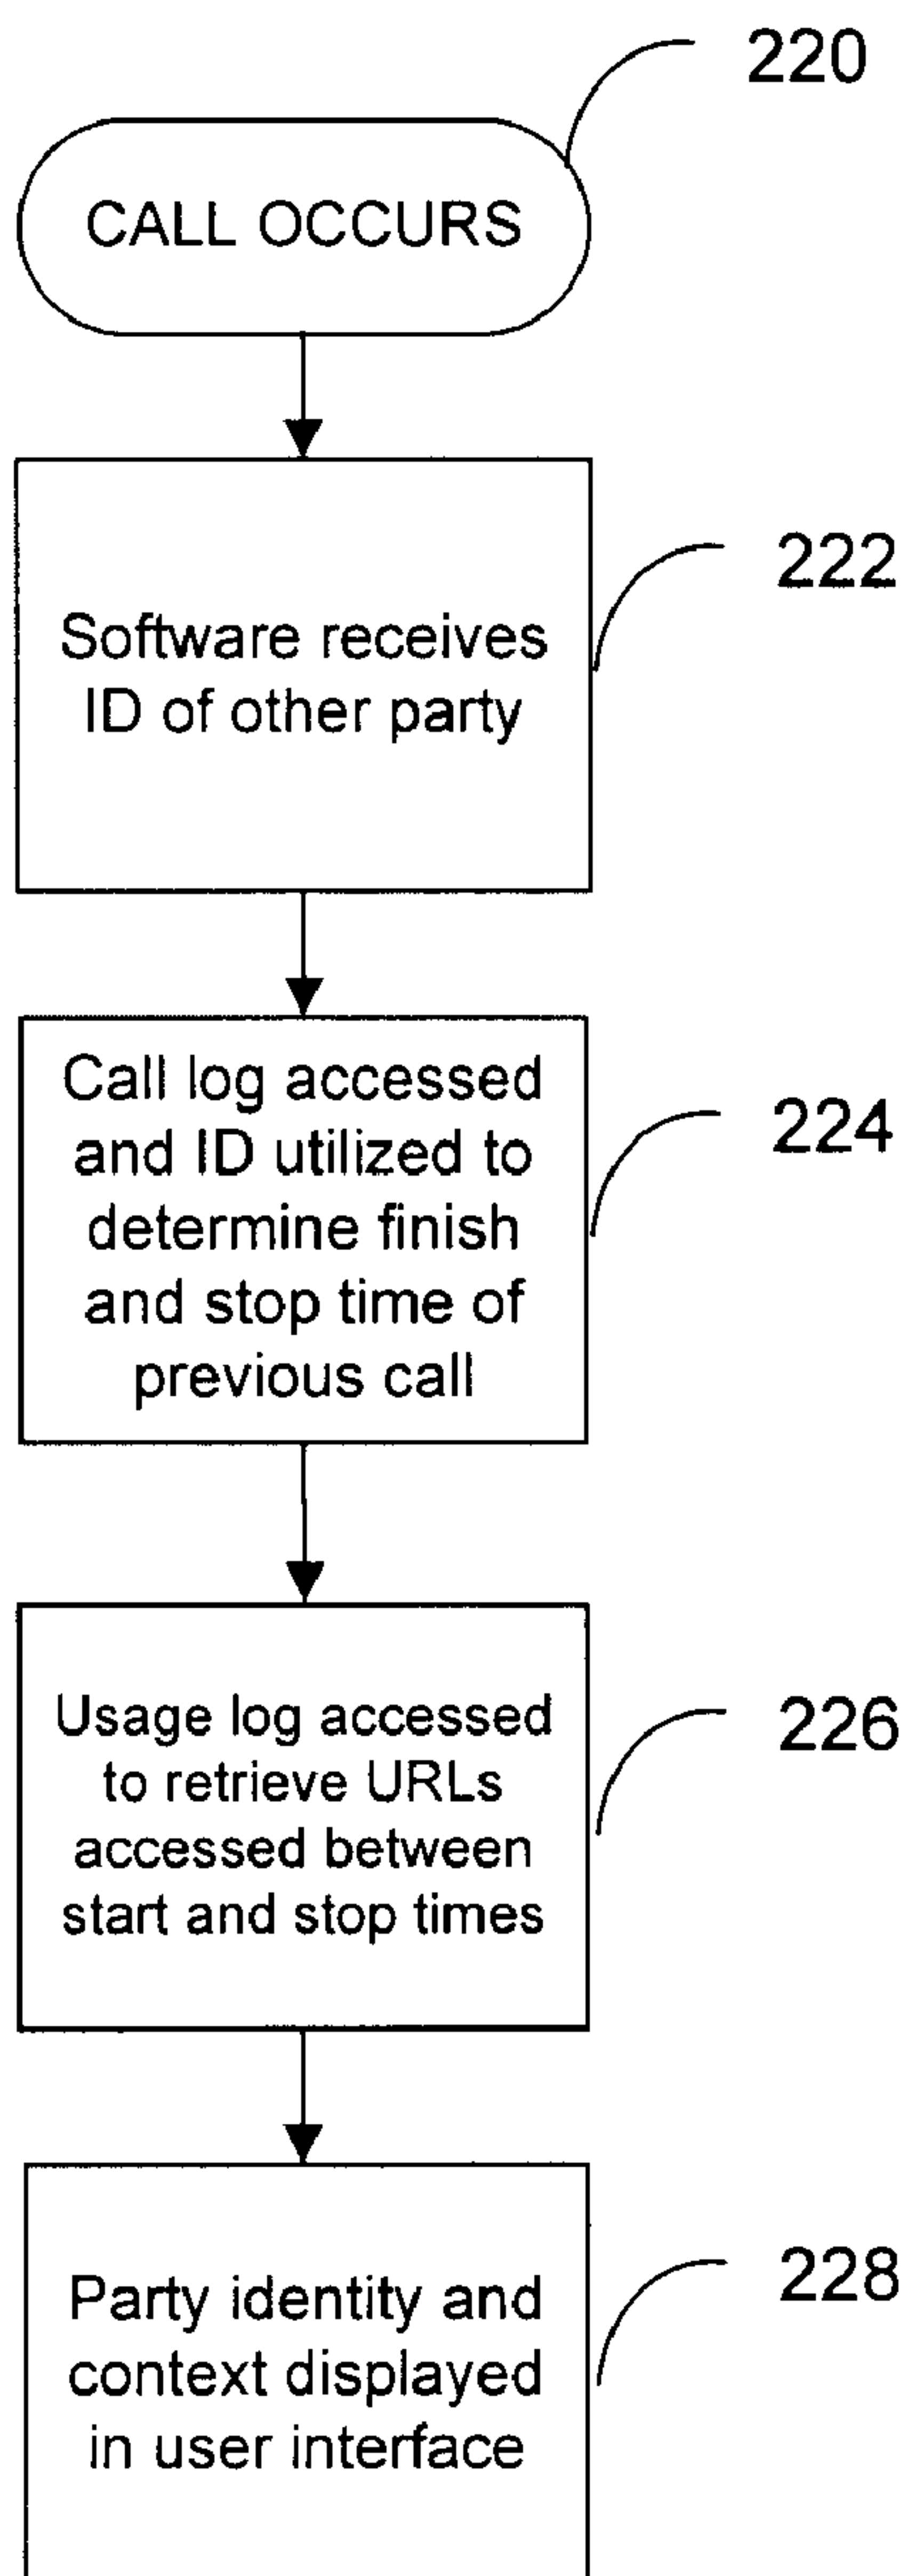 220
CALL OCCURS
222
Software receives
ID of other party
Call log accessed
and ID utilized to
determine finish
and stop time of
previous call
224
Usage log accessed
to retrieve URLs
accessed between
start and stop times
226
Party identity and
context displayed
in user interface
228